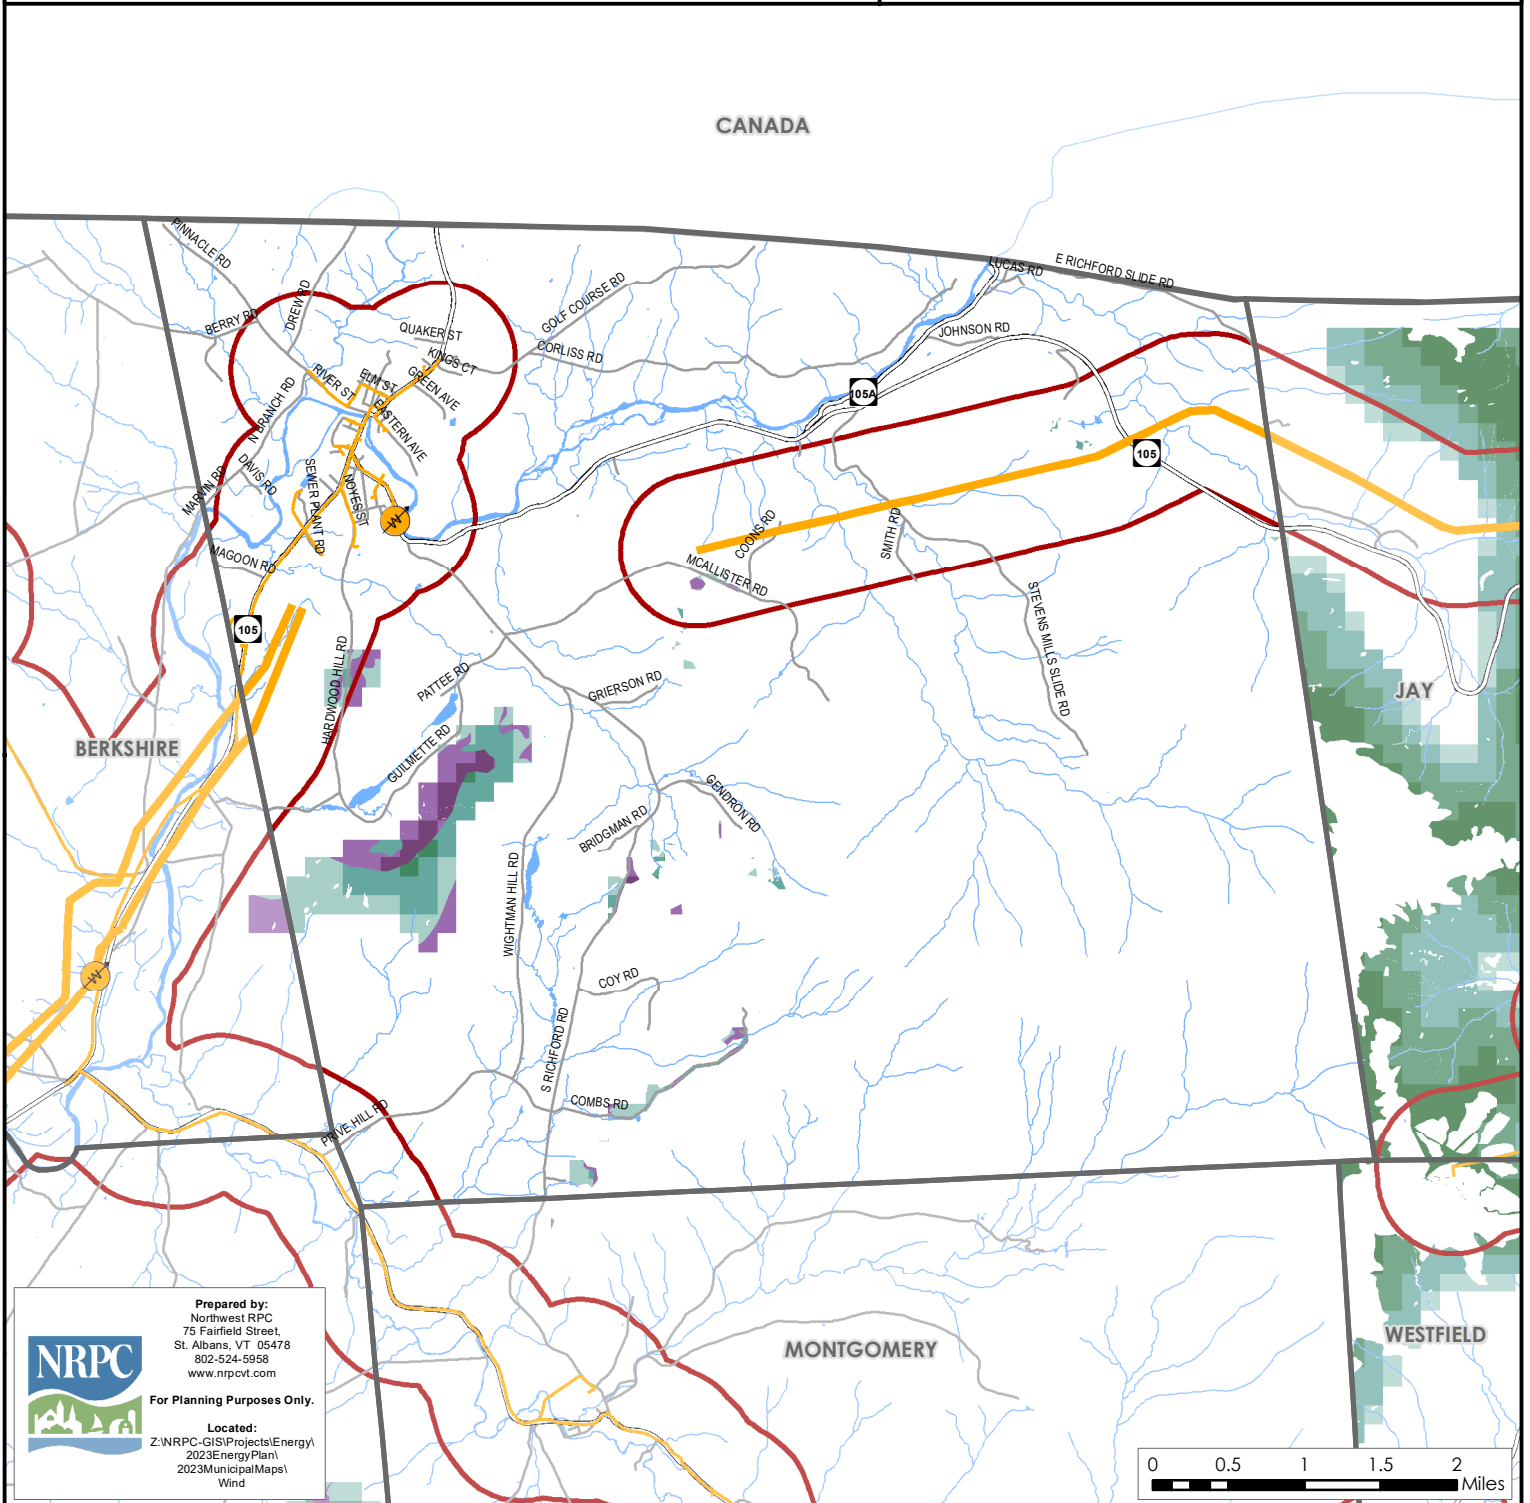 CANADA
PINNACLE RD
LUCAS RD
E RICHFORD SLIDE RD
DREW RD
GOLF COURSE RD
BERRY RD
QUAKER ST
JOHNSON RD
CORLISS RD
KINGS CT
RIVER ST
ELM ST
GREEN AVE
105A
N BRANCH RD
EASTERN AVE
105
DAVIS RD
MARVIN RD
SEWER PLANT RD
NOYES ST
W
COONS RD
SMITH RD
MAGOON RD
MCALLISTER RD
STEVENS MILLS SLIDE RD
105
HARDWOOD HILL RD
PATTEE RD
GRIERSON RD
JAY
BERKSHIRE
GUILMETTE RD
GENDRON RD
BRIDGMAN RD
WIGHTMAN HILL RD
W
COY RD
S RICHFORD RD
COMBS RD
PRIVE HILL RD
MONTGOMERY
WESTFIELD
NRPC
Prepared by:
Northwest RPC
75 Fairfield Street,
St. Albans, VT 05478
802-524-5958
www.nrpcvt.com
For Planning Purposes Only.
Located:
Z:\NRPC-GIS\Projects\Energy\
2023EnergyPlan\
2023MunicipalMaps\
Wind
0 0.5 1 1.5 2
Miles